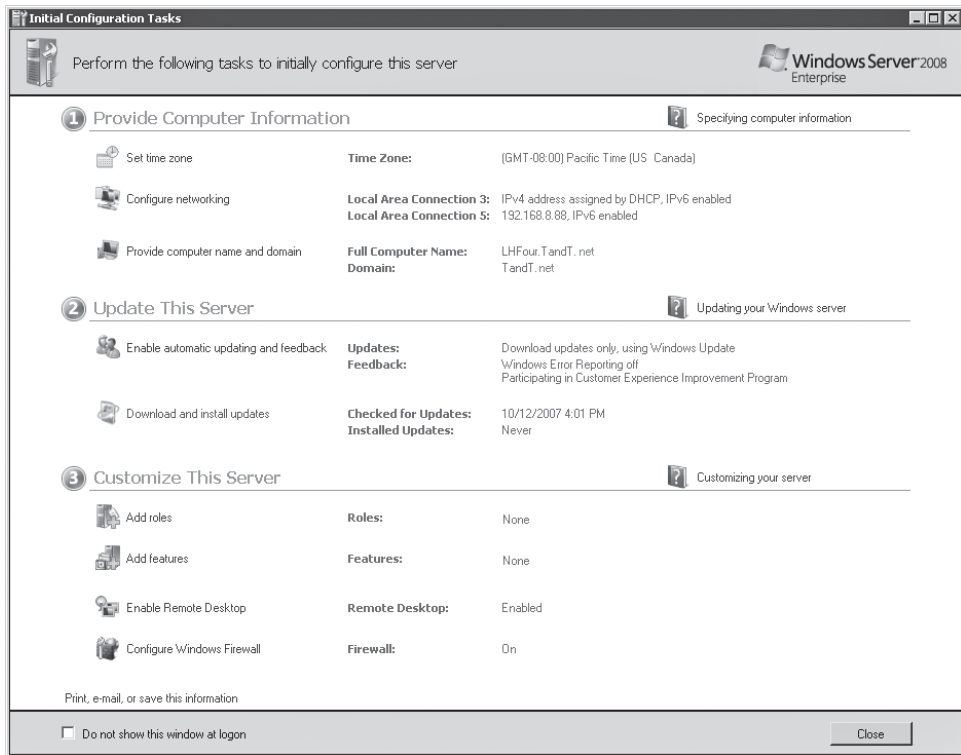 Initial Configuration Tasks
Perform the following tasks to initially configure this server
Windows Server 2008
Enterprise
1 Provide Computer Information
Specifying computer information
Set time zone Time Zone: (GMT-08:00) Pacific Time (US Canada)
Configure networking Local Area Connection 3: IPv4 address assigned by DHCP, IPv6 enabled
Local Area Connection 5: 192.168.8.88, IPv6 enabled
Provide computer name and domain Full Computer Name: LHFour.TandT. net
Domain: TandT. net
2 Update This Server
Updating your Windows server
Enable automatic updating and feedback Updates: Download updates only, using Windows Update
Feedback: Windows Error Reporting off
Participating in Customer Experience Improvement Program
Download and install updates Checked for Updates: 10/12/2007 4:01 PM
Installed Updates: Never
3 Customize This Server
Customizing your server
Add roles Roles: None
Add features Features: None
Enable Remote Desktop Remote Desktop: Enabled
Configure Windows Firewall Firewall: On
Print, e-mail, or save this information
Do not show this window at logon
Close